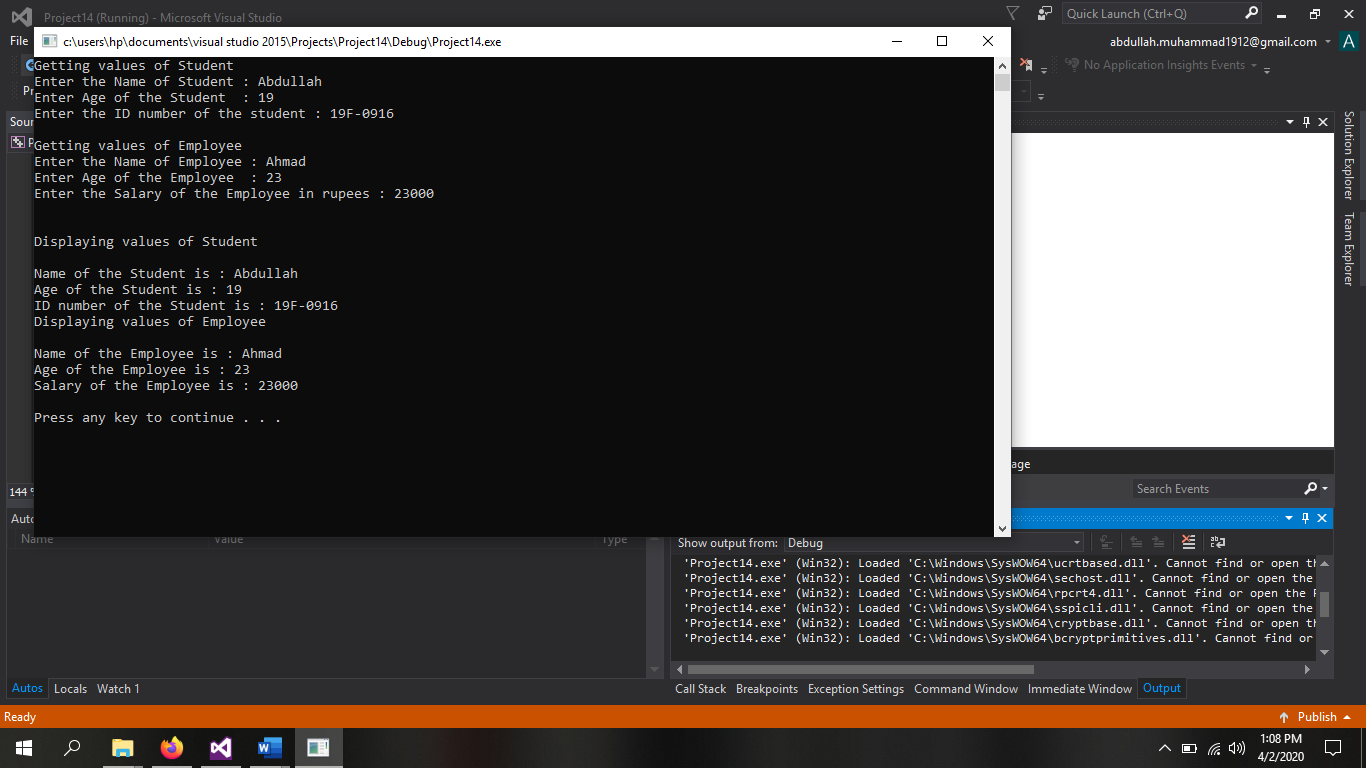 Project14 (Running) - Microsoft Visual Studio
Quick Launch (Ctrl+Q)
File
c:\users\hp\documents\visual studio 2015\Projects\Project14\Debug\Project14.exe
abdullah.muhammad1912@gmail.com
A
No Application Insights Events
Getting values of Student
Enter the Name of Student : Abdullah
Enter Age of the Student  : 19
Enter the ID number of the student : 19F-0916
Getting values of Employee
Enter the Name of Employee : Ahmad
Enter Age of the Employee  : 23
Enter the Salary of the Employee in rupees : 23000
Displaying values of Student
Name of the Student is : Abdullah
Age of the Student is : 19
ID number of the Student is : 19F-0916
Displaying values of Employee
Name of the Employee is : Ahmad
Age of the Employee is : 23
Salary of the Employee is : 23000
Press any key to continue . . .
Pr
Sour
P
Solution Explorer
Team Explorer
age
144 %
Search Events
Auto
Name Value Type
Show output from: Debug
'Project14.exe' (Win32): Loaded 'C:\Windows\SysWOW64\ucrtbased.dll'. Cannot find or open th
'Project14.exe' (Win32): Loaded 'C:\Windows\SysWOW64\sechost.dll'. Cannot find or open the
'Project14.exe' (Win32): Loaded 'C:\Windows\SysWOW64\rpcrt4.dll'. Cannot find or open the P
'Project14.exe' (Win32): Loaded 'C:\Windows\SysWOW64\sspicli.dll'. Cannot find or open the
'Project14.exe' (Win32): Loaded 'C:\Windows\SysWOW64\cryptbase.dll'. Cannot find or open th
'Project14.exe' (Win32): Loaded 'C:\Windows\SysWOW64\bcryptprimitives.dll'. Cannot find or
Autos Locals Watch 1
Call Stack Breakpoints Exception Settings Command Window Immediate Window Output
Ready
Publish
1:08 PM
4/2/2020